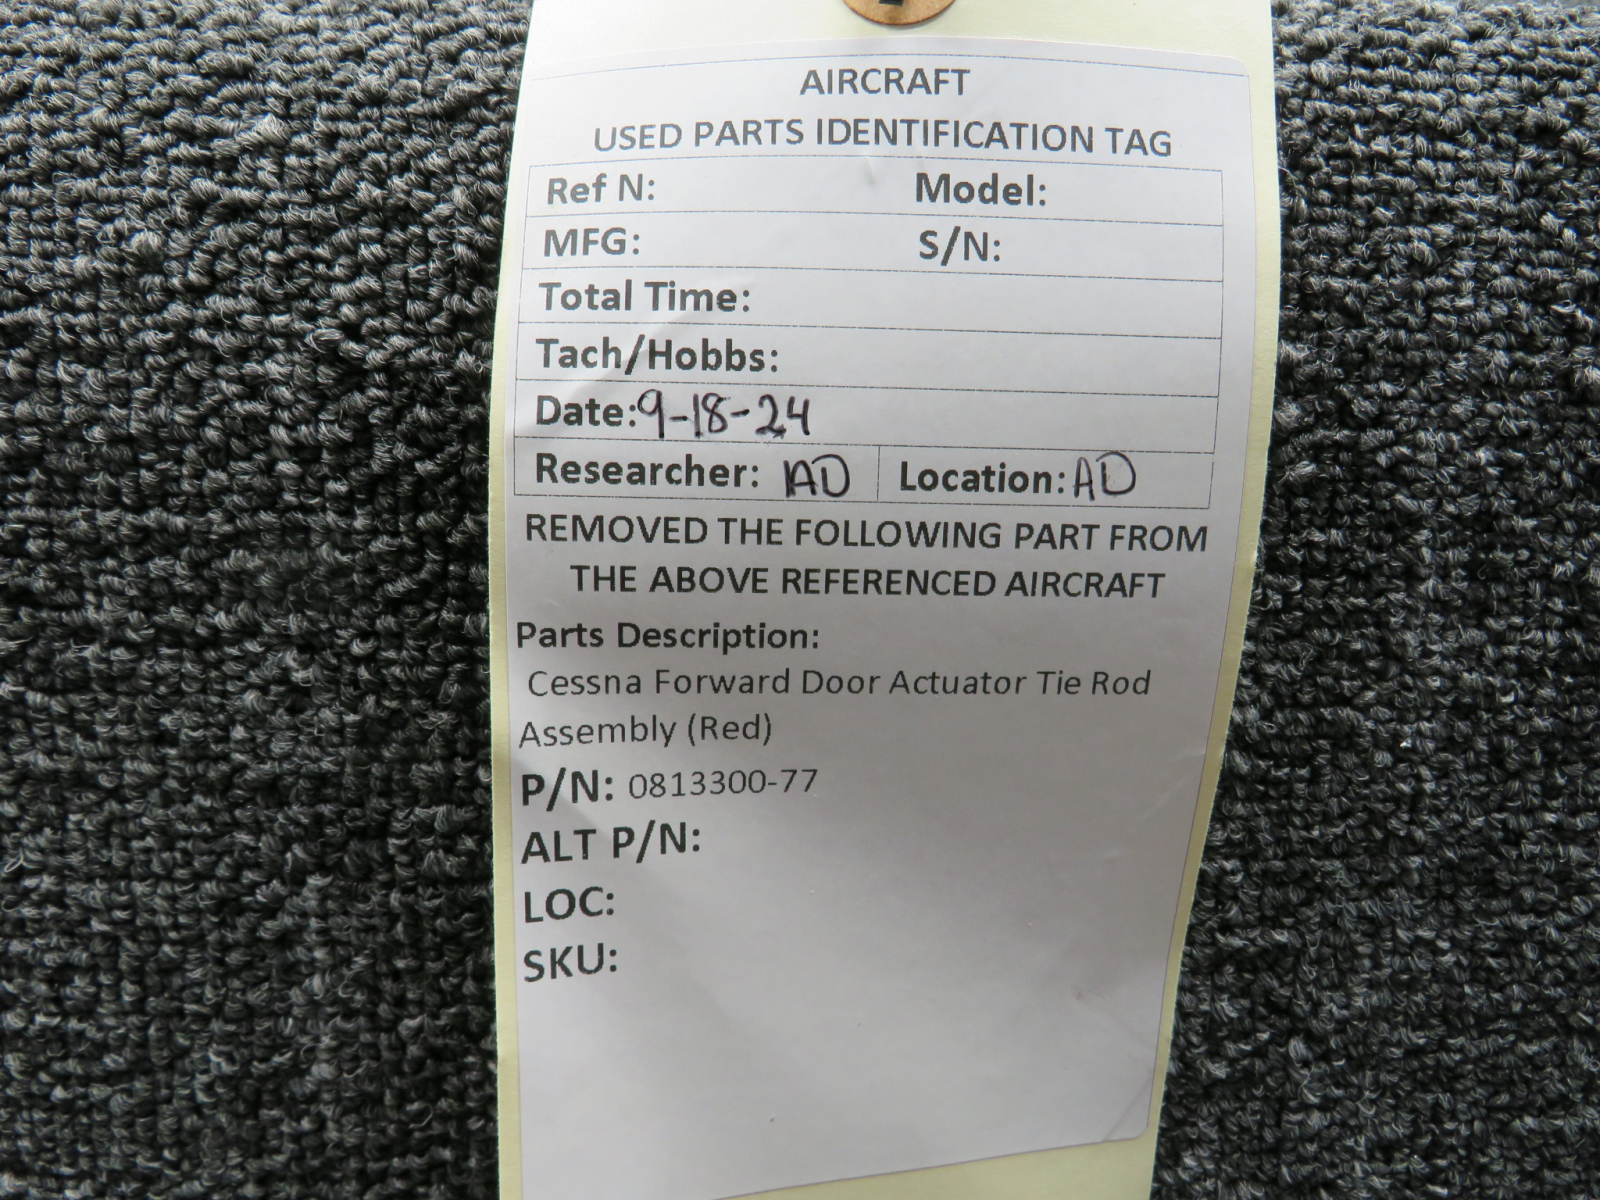 AIRCRAFT
USED PARTS IDENTIFICATION TAG
Ref N: Model:
MFG: S/N:
Total Time:
Tach/Hobbs:
Date: 9-18-24
Researcher: AD Location: AD
REMOVED THE FOLLOWING PART FROM
THE ABOVE REFERENCED AIRCRAFT
Parts Description:
Cessna Forward Door Actuator Tie Rod
Assembly (Red)
P/N: 0813300-77
ALT P/N:
LOC:
SKU: